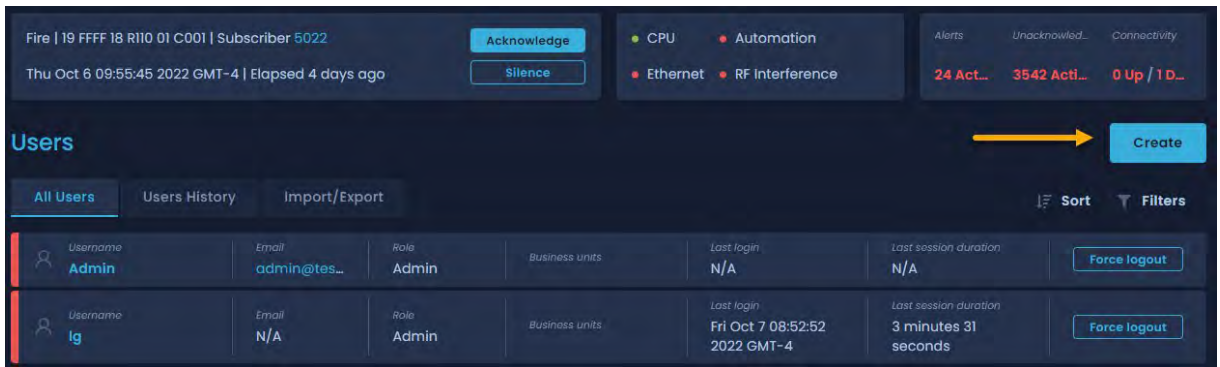 Fire | 19 FFFF 18 R110 01 C001 | Subscriber 5022
Thu Oct 6 09:55:45 2022 GMT-4 | Elapsed 4 days ago
Acknowledge
Silence
CPU
Automation
Ethernet
RF Interference
Alerts
Unacknowled...
Connectivity
24 Act...
3542 Acti...
0 Up / 1 D...
Users
Create
All Users
Users History
Import/Export
Sort
Filters
Username
Email
Role
Business units
Last login
Last session duration
Admin
admin@tes...
Admin
N/A
N/A
Force logout
Username
Email
Role
Business units
Last login
Last session duration
lg
N/A
Admin
Fri Oct 7 08:52:52
2022 GMT-4
3 minutes 31
seconds
Force logout